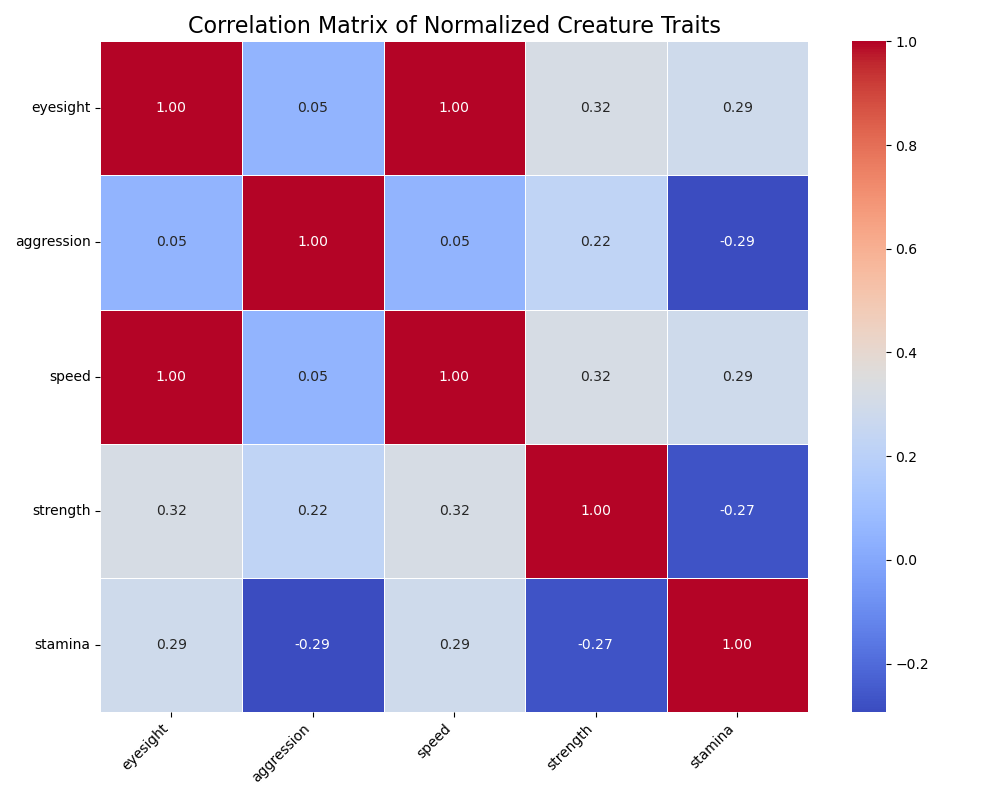 Correlation Matrix of Normalized Creature Traits
eyesight 1.00 0.05 1.00 0.32 0.29
aggression 0.05 1.00 0.05 0.22 -0.29
speed 1.00 0.05 1.00 0.32 0.29
strength 0.32 0.22 0.32 1.00 -0.27
stamina 0.29 -0.29 0.29 -0.27 1.00
eyesight aggression speed strength stamina
1.0
0.8
0.6
0.4
0.2
0.0
−0.2